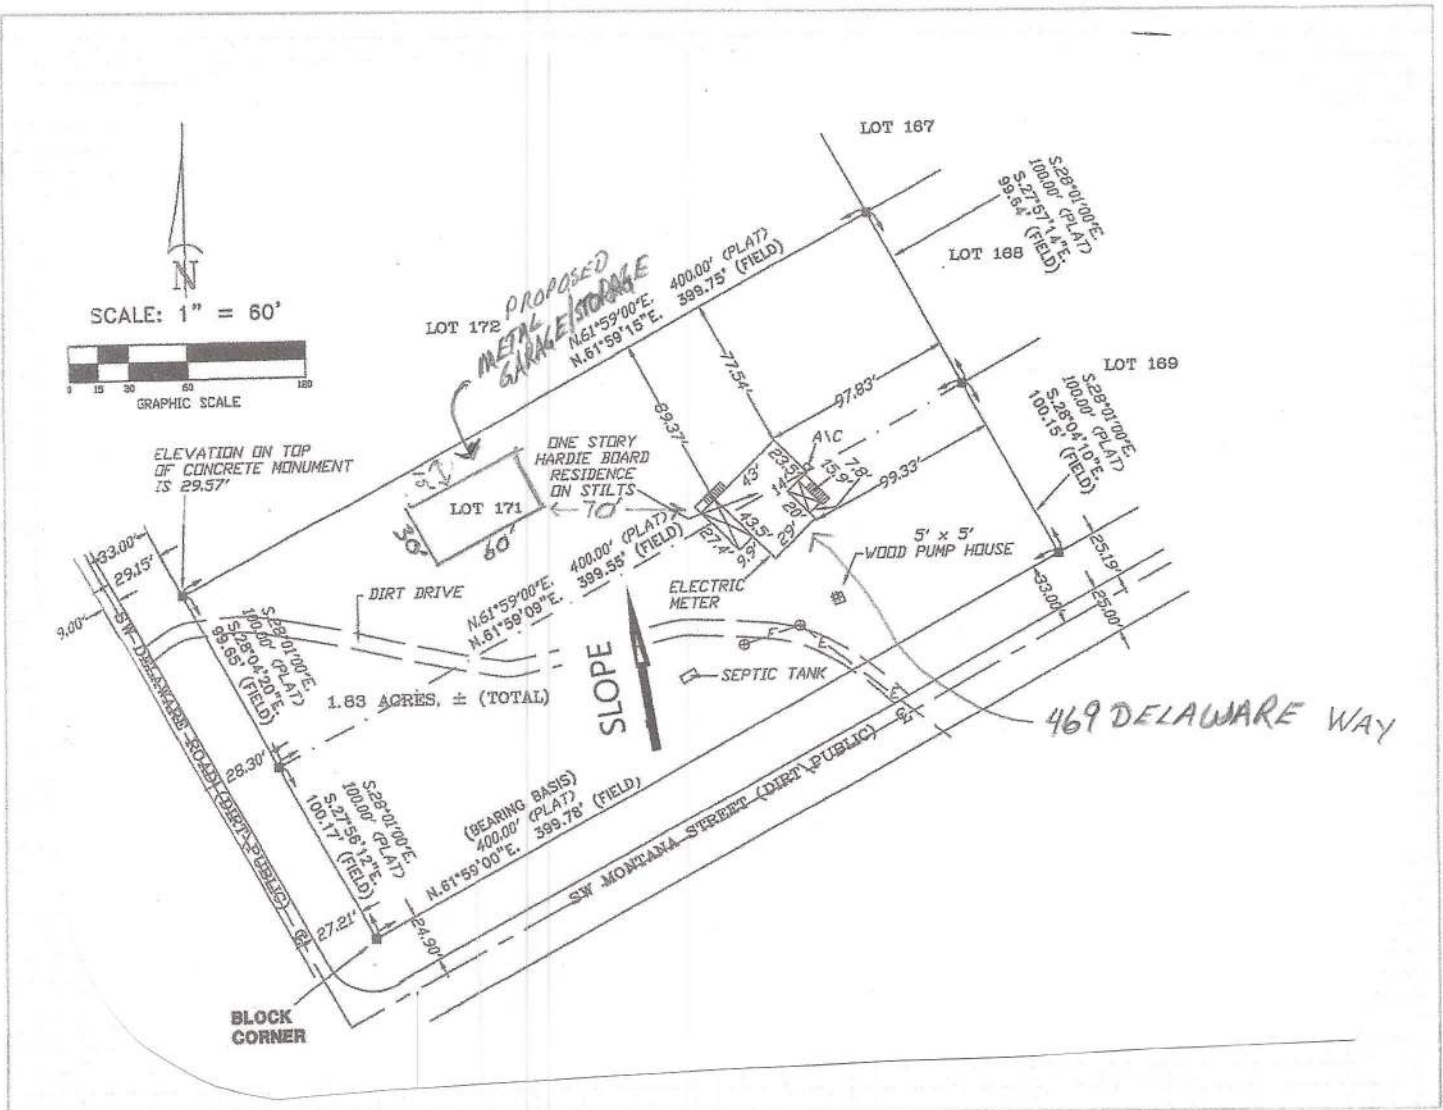 LOT 167
S.28°01'00"E.
100.00' (PLAT)
S.27°57'14"E.
99.64' (FIELD)
LOT 168
N
SCALE: 1" = 60'
0 15 30 60 120
GRAPHIC SCALE
LOT 172
PROPOSED
METAL
GARAGE/STORAGE
400.00' (PLAT)
N.61°59'00"E.
399.75' (FIELD)
N.61°59'15"E.
LOT 169
S.28°01'00"E.
100.00' (PLAT)
S.28°04'10"E.
100.15' (FIELD)
77.54'
89.37'
97.83'
99.33'
A\C
23.5'
15.9'
7.8'
14'
43'
20'
29'
43.5'
27.4'
9.9'
ELEVATION ON TOP
OF CONCRETE MONUMENT
IS 29.57'
ONE STORY
HARDIE BOARD
RESIDENCE
ON STILTS
15'
LOT 171
70'
30'
60'
400.00' (PLAT)
N.61°59'00"E.
399.55' (FIELD)
N.61°59'09"E.
5' x 5'
WOOD PUMP HOUSE
ELECTRIC
METER
33.00'
29.15'
9.00'
DIRT DRIVE
25.19'
33.00'
25.00'
S.28°01'00"E.
100.00' (PLAT)
S.28°04'20"E.
99.65' (FIELD)
SLOPE
SEPTIC TANK
E
E
E
1.83 ACRES, ± (TOTAL)
469 DELAWARE WAY
SW DELAWARE ROAD (DIRT\PUBLIC)
28.30'
S.28°01'00"E.
100.00' (PLAT)
S.27°56'12"E.
100.17' (FIELD)
(BEARING BASIS)
400.00' (PLAT)
N.61°59'00"E. 399.78' (FIELD)
SW MONTANA STREET (DIRT\PUBLIC)
27.21'
24.90'
BLOCK
CORNER